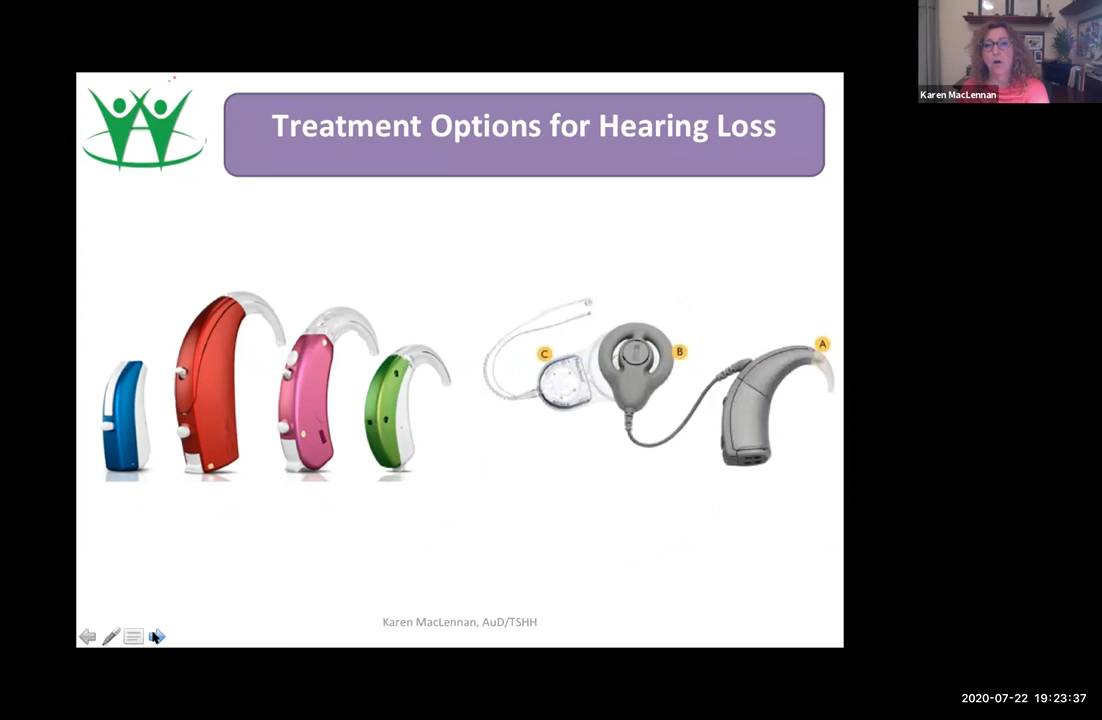 Karen MacLennan
Treatment Options for Hearing Loss
C
B
A
Karen MacLennan, AuD/TSHH
2020-07-22 19:23:37